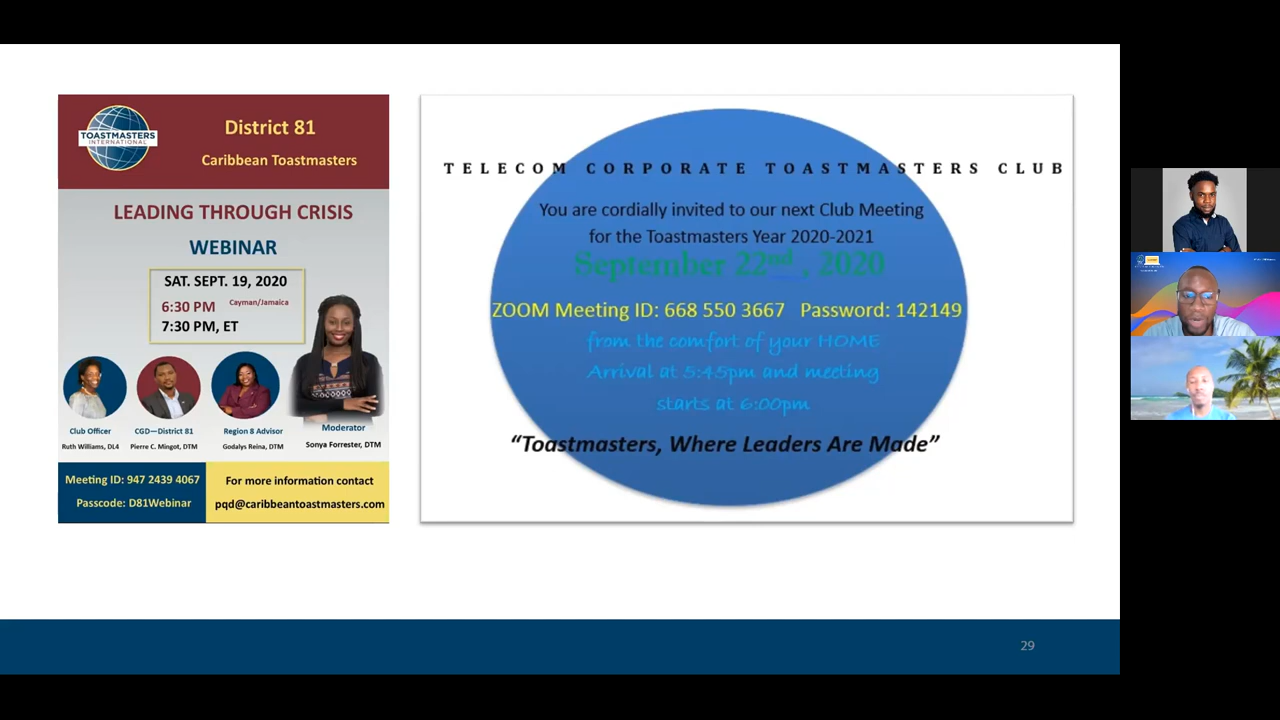 TOASTMASTERS
INTERNATIONAL
District 81
Caribbean Toastmasters
LEADING THROUGH CRISIS
WEBINAR
SAT. SEPT. 19, 2020
6:30 PM Cayman/Jamaica
7:30 PM, ET
Club Officer
Ruth Williams, DL4
CGD—District 81
Pierre C. Mingot, DTM
Region 8 Advisor
Godalys Reina, DTM
Moderator
Sonya Forrester, DTM
Meeting ID: 947 2439 4067
Passcode: D81Webinar
For more information contact
pqd@caribbeantoastmasters.com
TELECOM CORPORATE TOASTMASTERS CLUB
You are cordially invited to our next Club Meeting
for the Toastmasters Year 2020-2021
September 22nd , 2020
ZOOM Meeting ID: 668 550 3667 Password: 142149
from the comfort of your HOME
Arrival at 5:45pm and meeting
starts at 6:00pm
“Toastmasters, Where Leaders Are Made”
29